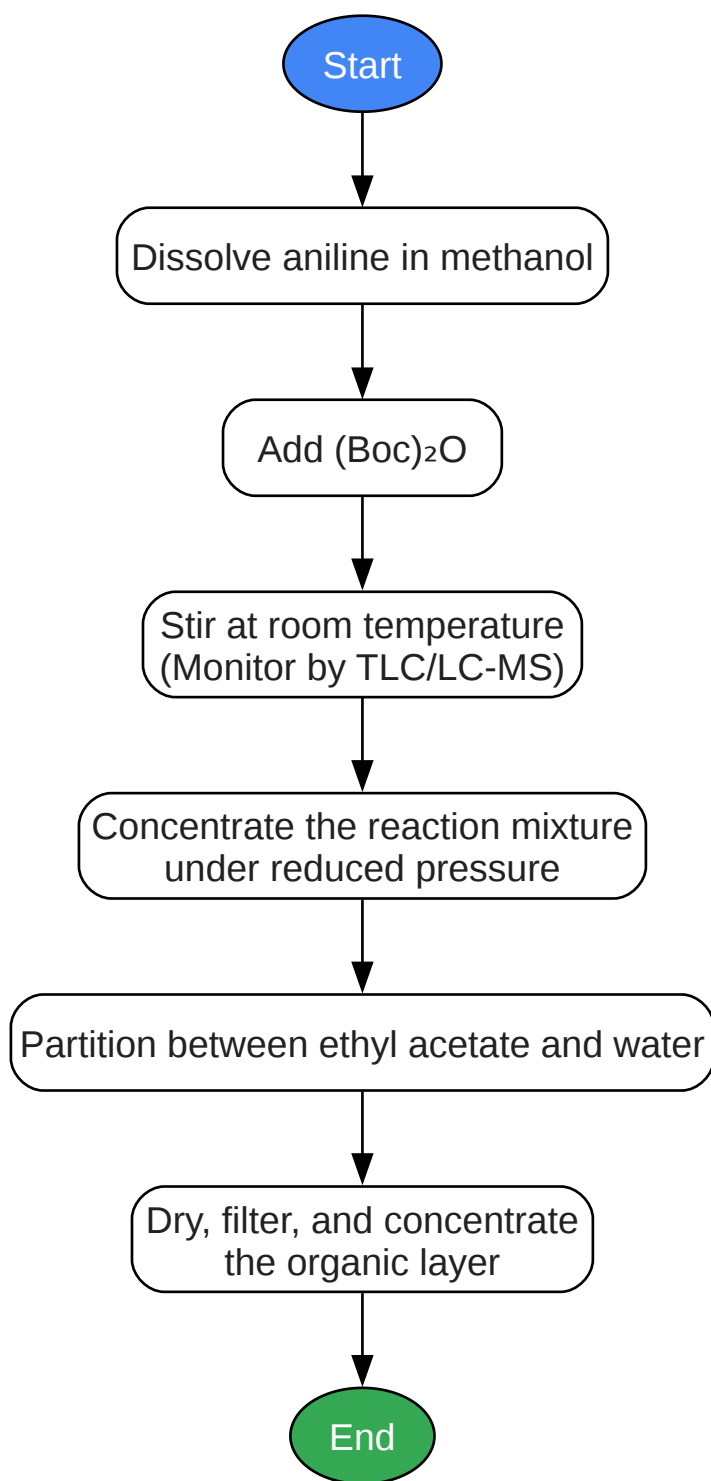 Start
Dissolve aniline in methanol
Add (Boc)₂O
Stir at room temperature
(Monitor by TLC/LC-MS)
Concentrate the reaction mixture
under reduced pressure
Partition between ethyl acetate and water
Dry, filter, and concentrate
the organic layer
End